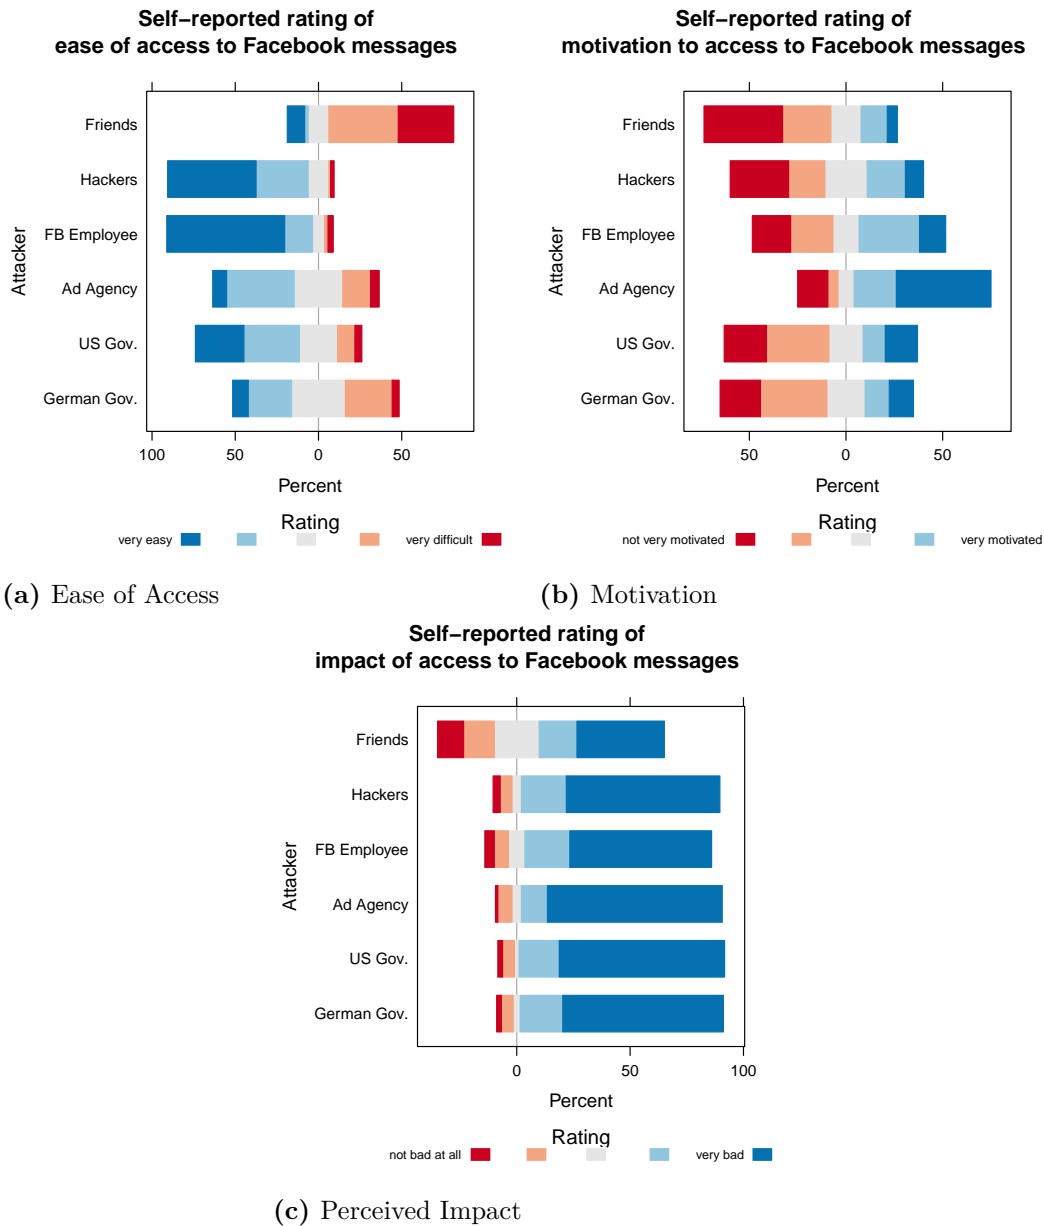 Self−reported rating of
ease of access to Facebook messages
Attacker
Friends
Hackers
FB Employee
Ad Agency
US Gov.
German Gov.
100 50 0 50
Percent
Rating
very easy very difficult
(a) Ease of Access
Self−reported rating of
motivation to access to Facebook messages
Attacker
Friends
Hackers
FB Employee
Ad Agency
US Gov.
German Gov.
50 0 50
Percent
Rating
not very motivated very motivated
(b) Motivation
Self−reported rating of
impact of access to Facebook messages
Attacker
Friends
Hackers
FB Employee
Ad Agency
US Gov.
German Gov.
0 50 100
Percent
Rating
not bad at all very bad
(c) Perceived Impact